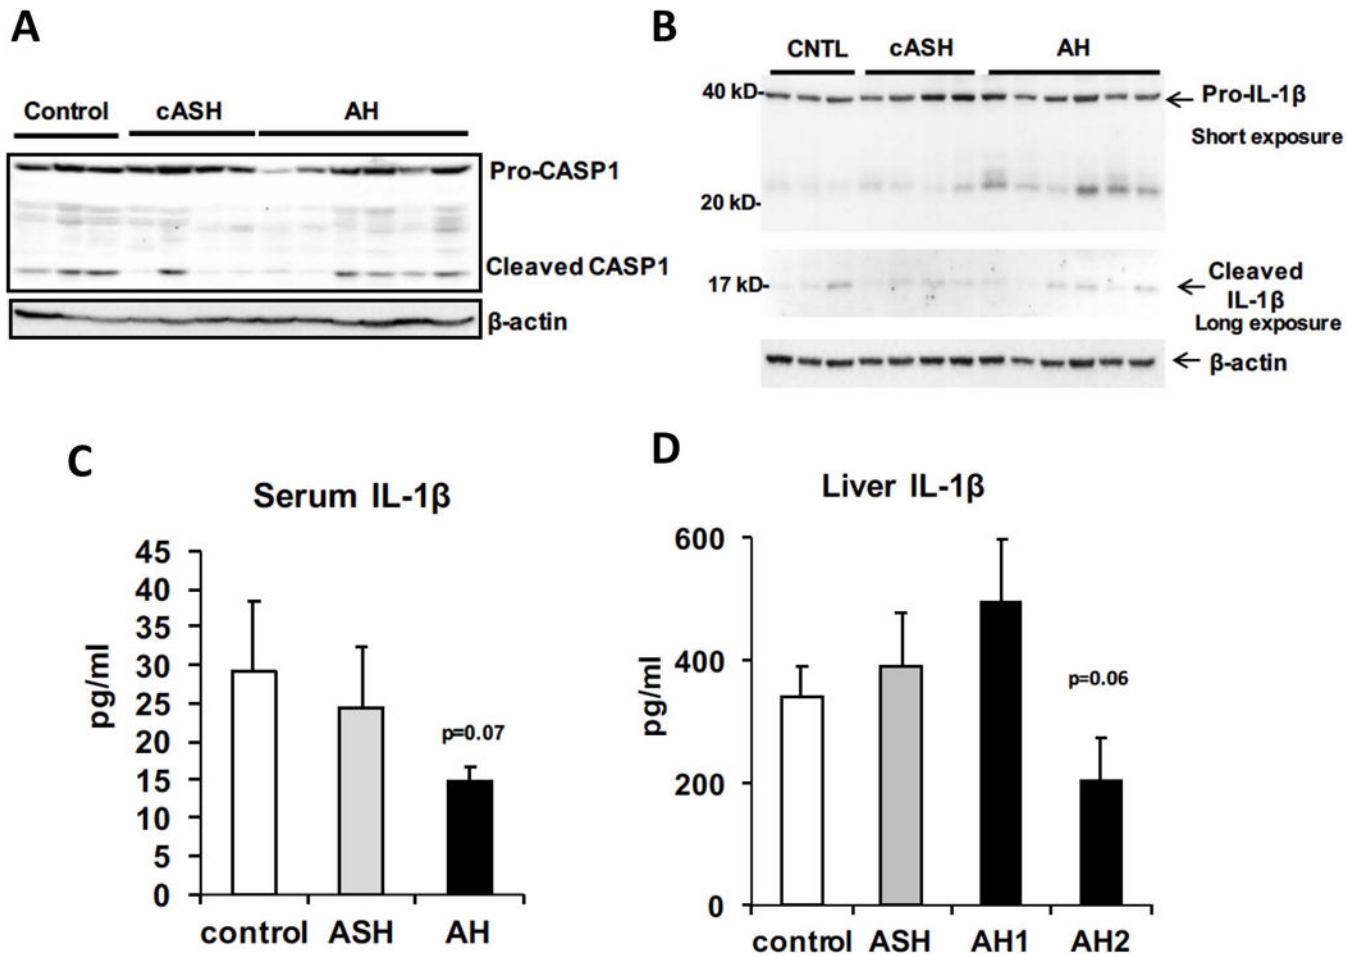 A
Control cASH AH
Pro-CASP1
Cleaved CASP1
β-actin
B
CNTL cASH AH
40 kD-
Pro-IL-1β
Short exposure
20 kD-
17 kD-
Cleaved
IL-1β
Long exposure
β-actin
C
Serum IL-1β
pg/ml
45
40
35
30
25
20
15
10
5
0
p=0.07
control ASH AH
D
Liver IL-1β
pg/ml
600
400
200
0
p=0.06
control ASH AH1 AH2